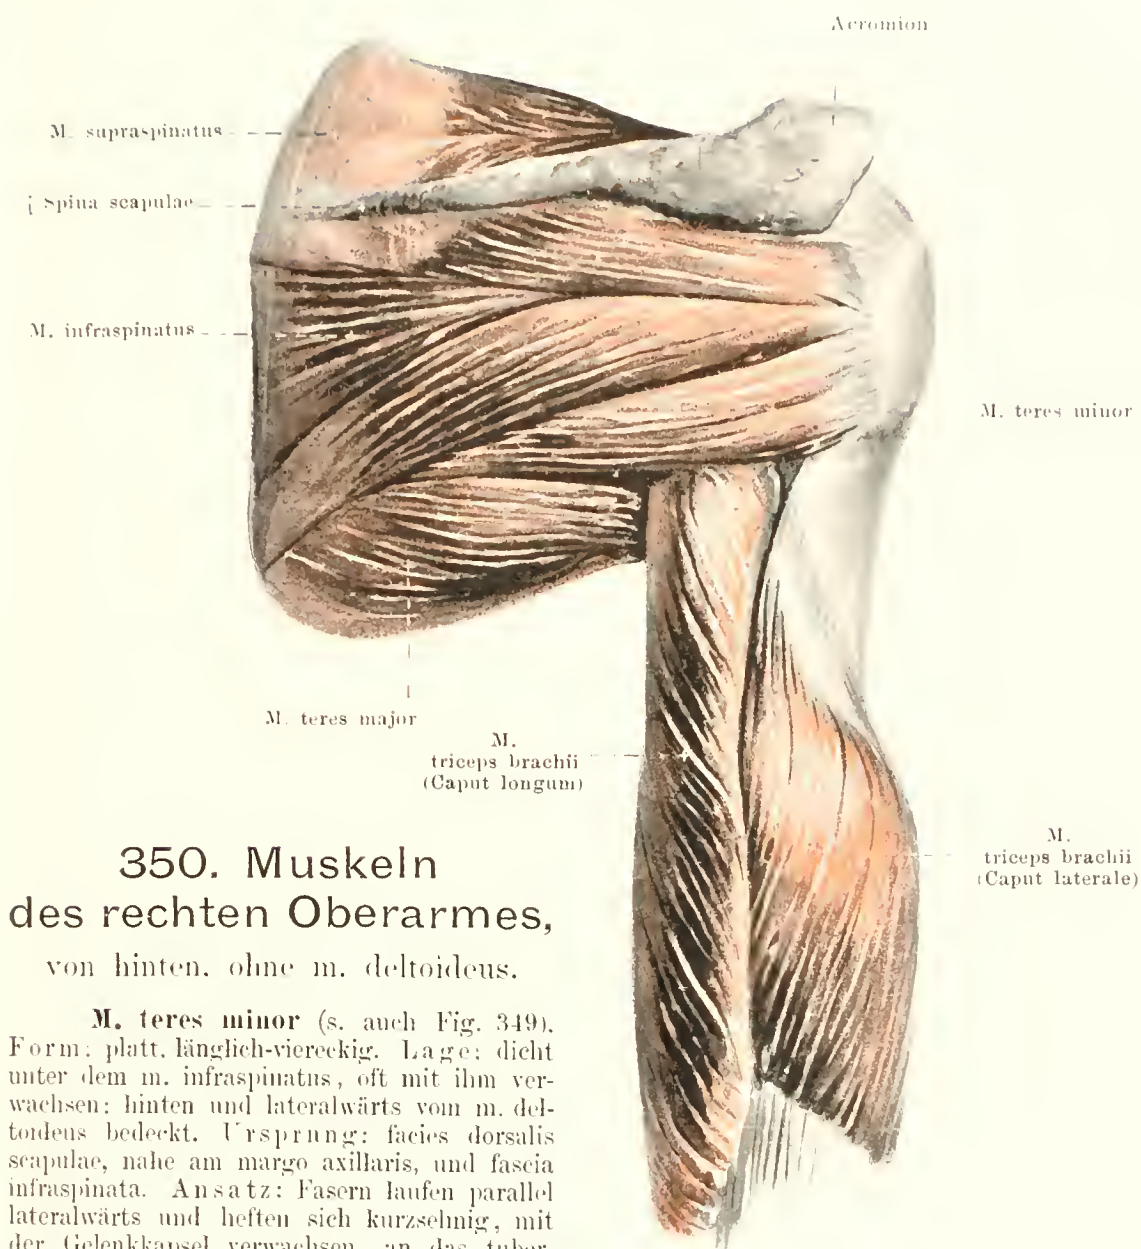 Acromion
M. supraspinatus
Spina scapulae
M. infraspinatus
M. teres minor
M. teres major
M.
triceps brachii
(Caput longum)
M.
triceps brachii
(Caput laterale)
350. Muskeln
des rechten Oberarmes,
von hinten, ohne m. deltoideus.
M. teres minor (s. auch Fig. 349).
Form: platt, länglich-viereckig. Lage: dicht
unter dem m. infraspinatus, oft mit ihm ver-
wachsen; hinten und lateralwärts vom m. del-
toideus bedeckt. Ursprung: facies dorsalis
scapulae, nahe am margo axillaris, und fascia
infraspinata. Ansatz: Fasern laufen parallel
lateralwärts und heften sich kurzsehnig, mit
der Gelenkkapsel verwachsen, an das tuber-